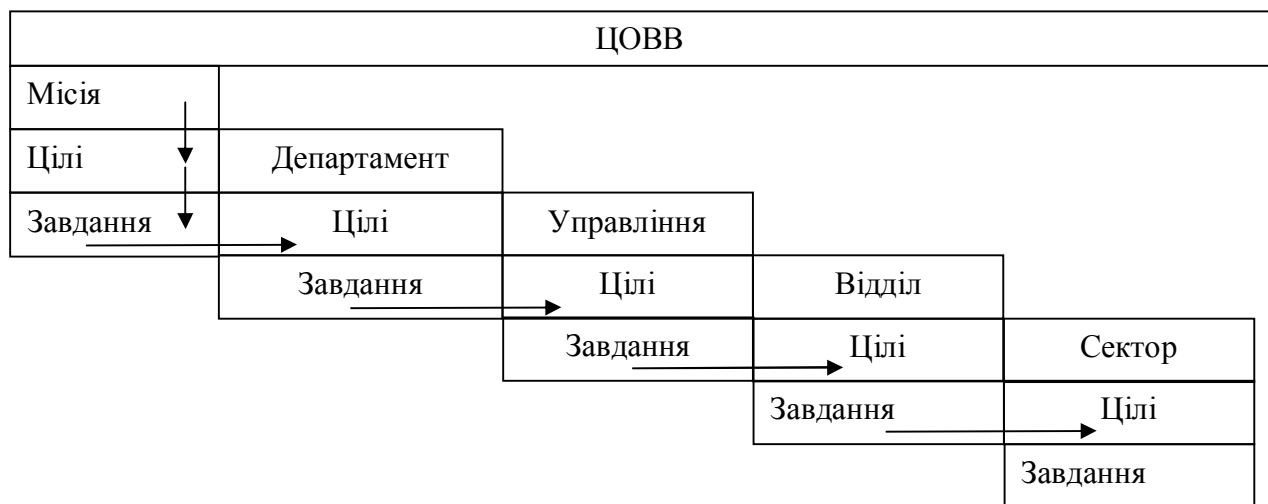 ЦОВВ
Місія
Цілі Департамент
Завдання Цілі Управління
Завдання Цілі Відділ
Завдання Цілі Сектор
Завдання Цілі
Завдання